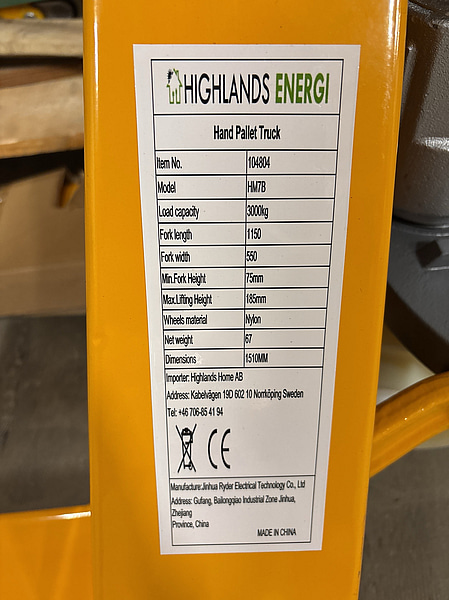 HIGHLANDS ENERGI
Hand Pallet Truck
Item No. 104804
Model HM7B
Load capacity 3000kg
Fork length 1150
Fork width 550
Min.Fork Height 75mm
Max.Lifting Height 185mm
Wheels material Nylon
Net weight 67
Dimensions 1510MM
Importer: Highlands Home AB
Address: Kabelvägen 19D 602 10 Norrköping Sweden
Tel: +46 706-85 41 94
CE
Manufacture:Jinhua Ryder Electrical Technology Co., Ltd
Address: Gufang, Bailongqiao Industrial Zone Jinhua,
Zhejiang
Province, China
MADE IN CHINA